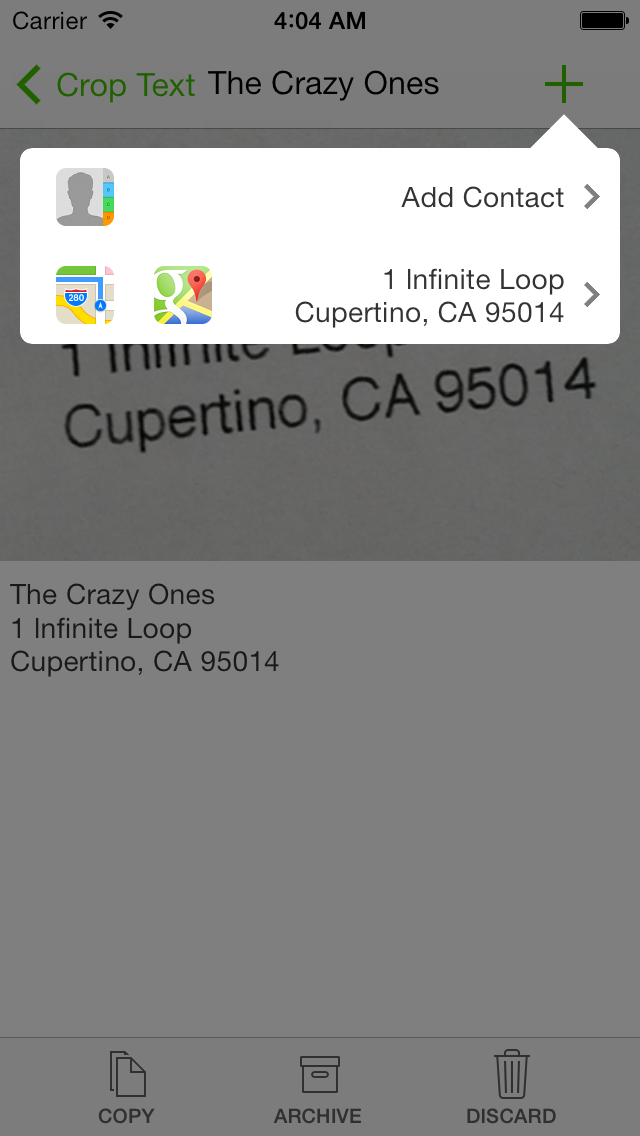 Carrier 4:04 AM
Crop Text The Crazy Ones
Add Contact
280
1 Infinite Loop
Cupertino, CA 95014
1 Infinite Loop
Cupertino, CA 95014
The Crazy Ones
1 Infinite Loop
Cupertino, CA 95014
COPY ARCHIVE DISCARD